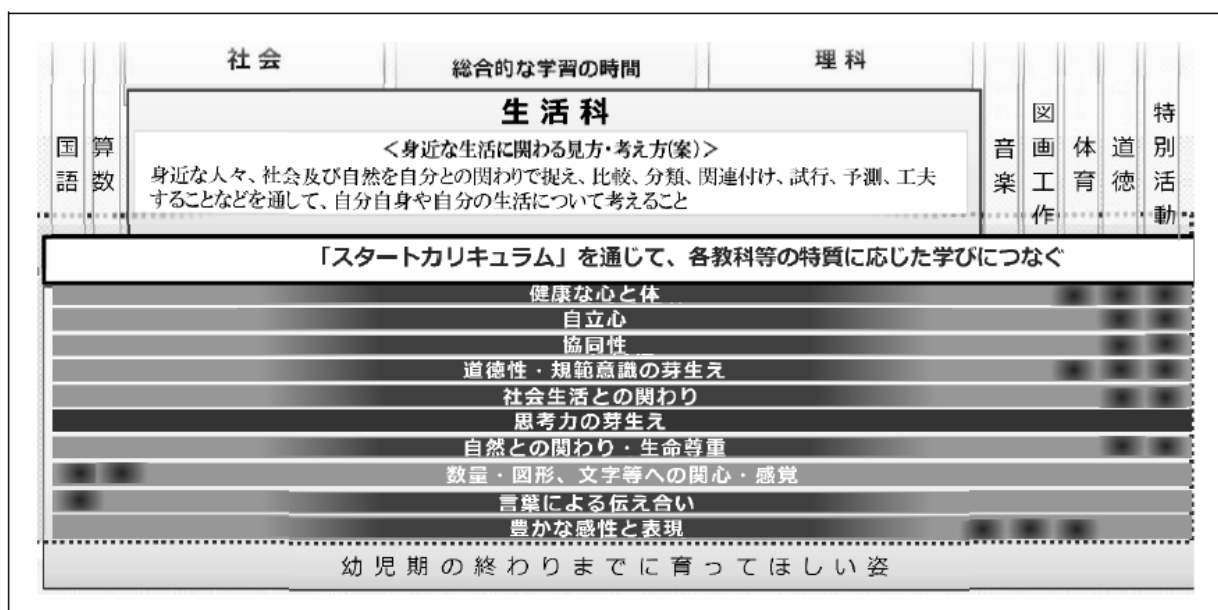 社会
総合的な学習の時間
理科
生活科
<身近な生活に関わる見方・考え方(案)>
身近な人々、社会及び自然を自分との関わりで捉え、比較、分類、関連付け、試行、予測、工夫
することなどを通して、自分自身や自分の生活について考えること
国語
算数
音楽
図画工作
体育
道徳
特別活動
「スタートカリキュラム」を通じて、各教科等の特質に応じた学びにつなぐ
健康な心と体
自立心
協同性
道徳性・規範意識の芽生え
社会生活との関わり
思考力の芽生え
自然との関わり・生命尊重
数量・図形、文字等への関心・感覚
言葉による伝え合い
豊かな感性と表現
幼児期の終わりまでに育ってほしい姿